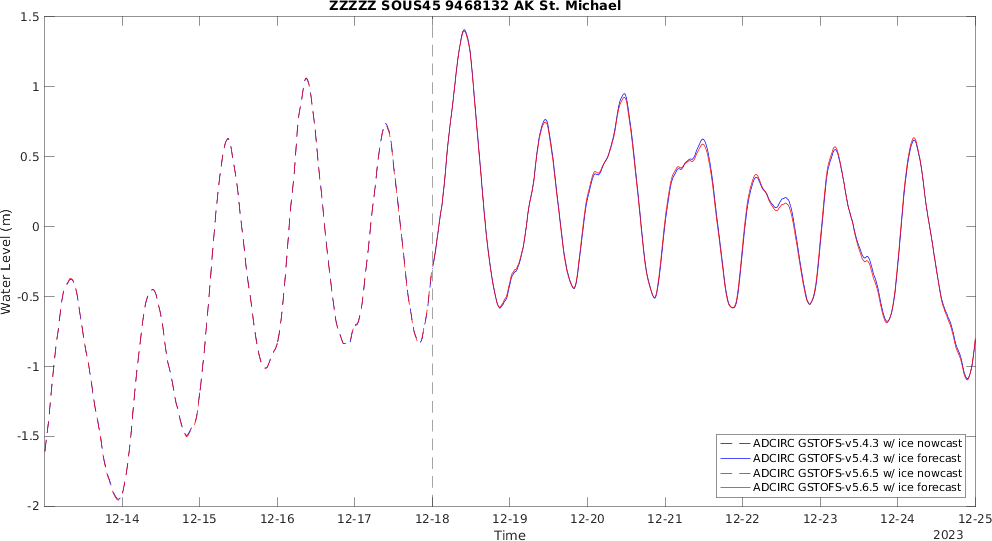 ZZZZZ SOUS45 9468132 AK St. Michael
Water Level (m)
1.5
1
0.5
0
-0.5
-1
-1.5
-2
12-14 12-15 12-16 12-17 12-18 12-19 12-20 12-21 12-22 12-23 12-24 12-25
Time
2023
ADCIRC GSTOFS-v5.4.3 w/ ice nowcast
ADCIRC GSTOFS-v5.4.3 w/ ice forecast
ADCIRC GSTOFS-v5.6.5 w/ ice nowcast
ADCIRC GSTOFS-v5.6.5 w/ ice forecast